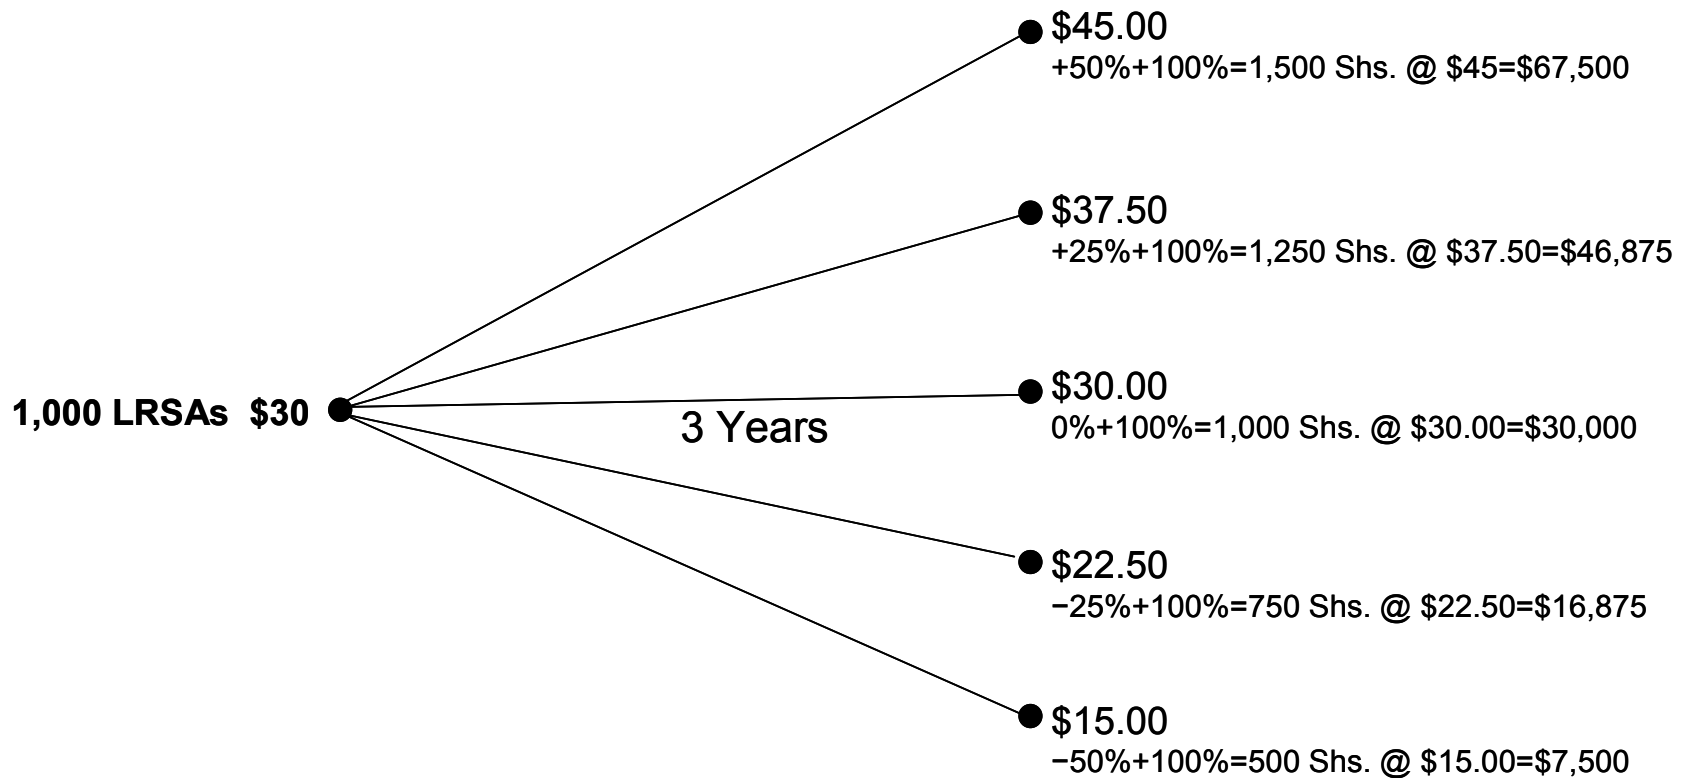 $45.00
+50%+100%=1,500 Shs. @ $45=$67,500
$37.50
+25%+100%=1,250 Shs. @ $37.50=$46,875
1,000 LRSAs $30
3 Years
$30.00
0%+100%=1,000 Shs. @ $30.00=$30,000
$22.50
−25%+100%=750 Shs. @ $22.50=$16,875
$15.00
−50%+100%=500 Shs. @ $15.00=$7,500